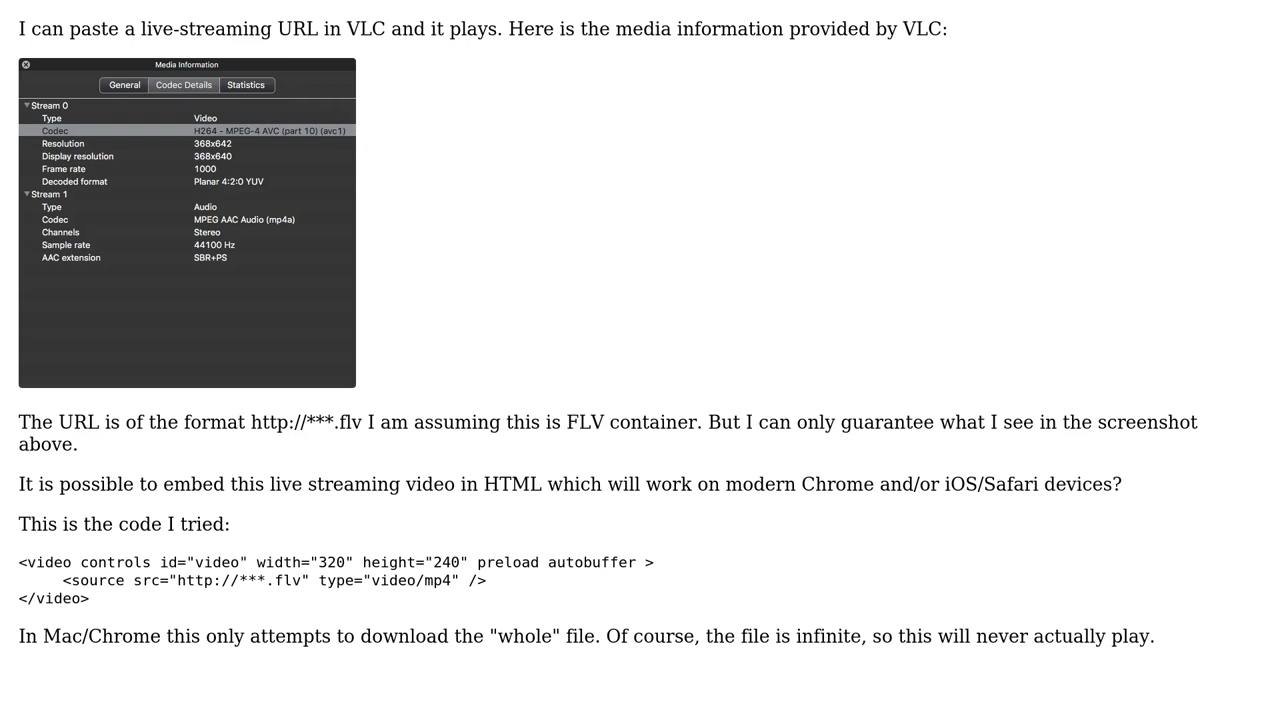 I can paste a live-streaming URL in VLC and it plays. Here is the media information provided by VLC:
Media Information
General Codec Details Statistics
Stream 0
Type Video
Codec H264 - MPEG-4 AVC (part 10) (avc1)
Resolution 368x642
Display resolution 368x640
Frame rate 1000
Decoded format Planar 4:2:0 YUV
Stream 1
Type Audio
Codec MPEG AAC Audio (mp4a)
Channels Stereo
Sample rate 44100 Hz
AAC extension SBR+PS
The URL is of the format http://***.flv I am assuming this is FLV container. But I can only guarantee what I see in the screenshot
above.
It is possible to embed this live streaming video in HTML which will work on modern Chrome and/or iOS/Safari devices?
This is the code I tried:
<video controls id="video" width="320" height="240" preload autobuffer >
<source src="http://***.flv" type="video/mp4" />
</video>
In Mac/Chrome this only attempts to download the "whole" file. Of course, the file is infinite, so this will never actually play.